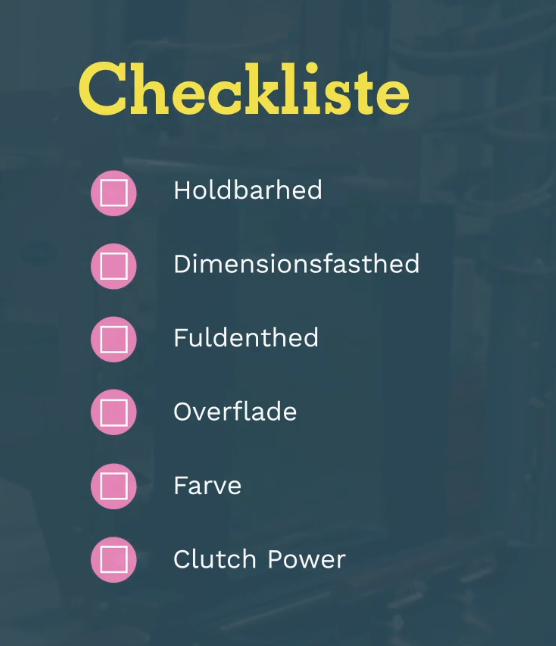 Checkliste
Holdbarhed
Dimensionsfasthed
Fuldenthed
Overflade
Farve
Clutch Power